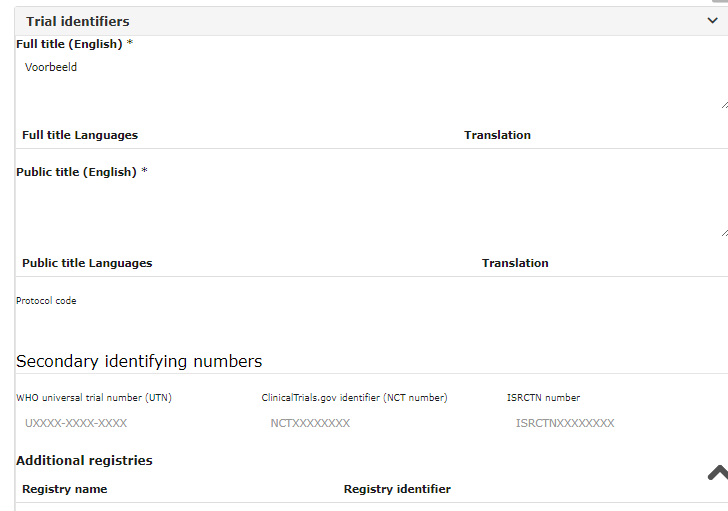 Trial identifiers
Full title (English) *
Voorbeeld
Full title Languages Translation
Public title (English) *
Public title Languages Translation
Protocol code
Secondary identifying numbers
WHO universal trial number (UTN) ClinicalTrials.gov identifier (NCT number) ISRCTN number
UXXXX-XXXX-XXXX NCTXXXXXXXX ISRCTNXXXXXXXX
Additional registries
Registry name Registry identifier